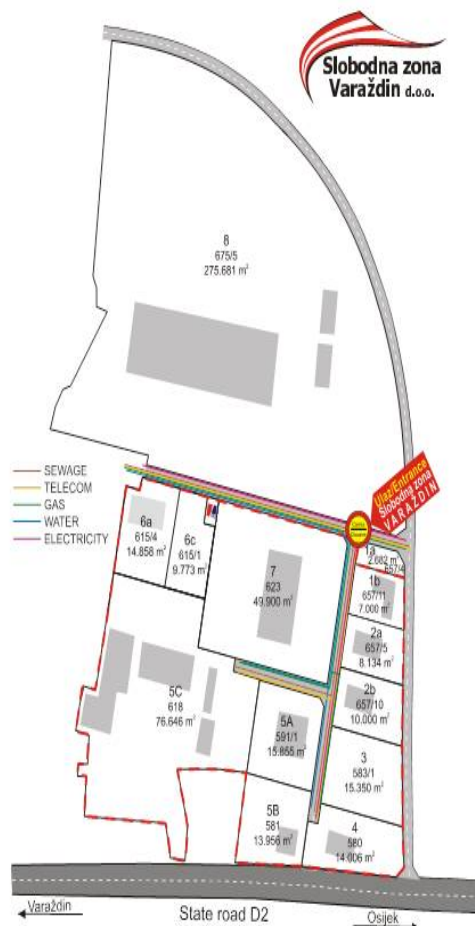 Slobodna zona
Varaždin d.o.o.
8
675/5
275.681 m²
SEWAGE
TELECOM
GAS
WATER
ELECTRICITY
Ulaz/Entrance
Slobodna zona
VARAŽDIN
6a
615/4
14.858 m²
6c
615/1
9.773 m²
7
623
49.900 m²
1a
2.682 m²
657/4
1b
657/11
7.000 m²
2a
657/5
8.134 m²
2b
657/10
10.000 m²
5C
618
76.646 m²
5A
591/1
15.855 m²
3
583/1
15.350 m²
5B
581
13.956 m²
4
580
14.006 m²
Varaždin
State road D2
Osijek